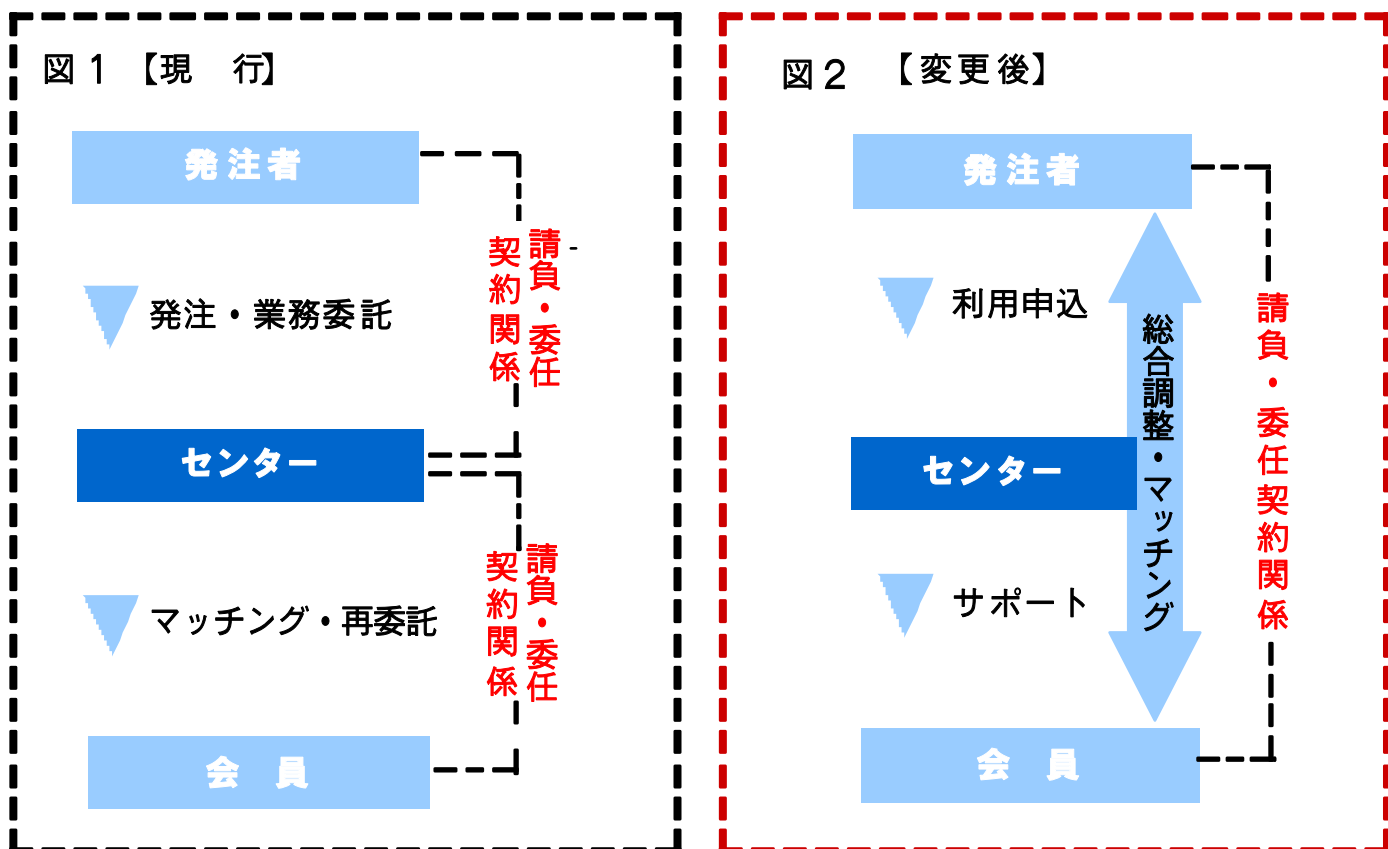 図1 【現　行】
発注者
発注・業務委託
請負・委任
契約関係
センター
マッチング・再委託
請負・委任
契約関係
会　員
図2 【変更後】
発注者
利用申込
総合調整・マッチング
請負・委任契約関係
センター
サポート
会　員